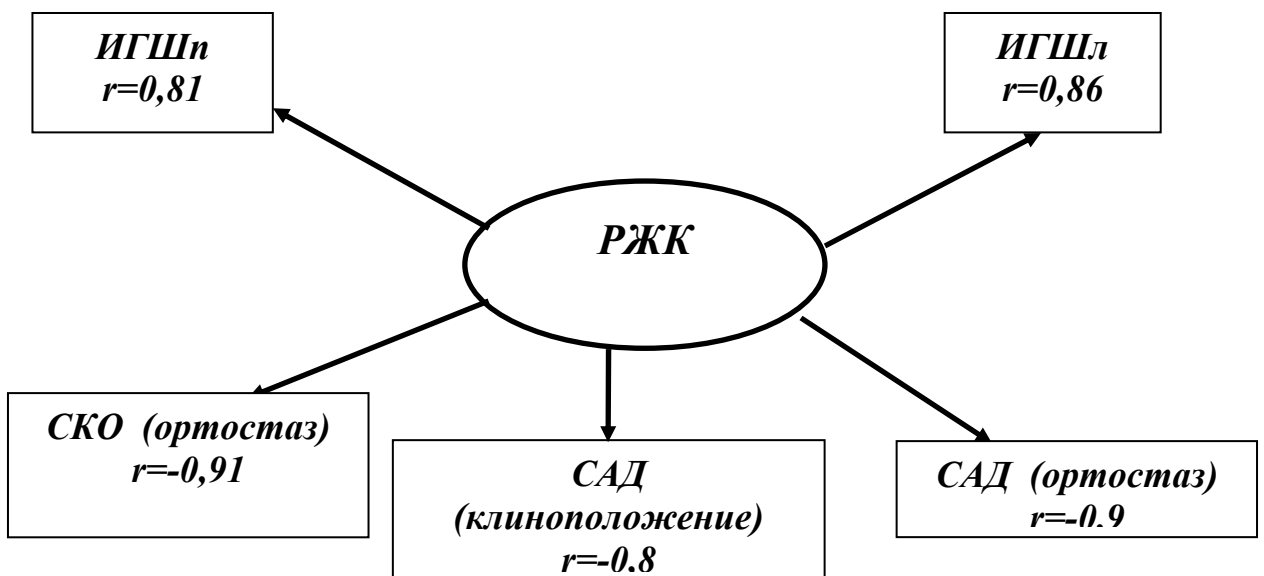 ИГШп
r=0,81
ИГШл
r=0,86
РЖК
СКО (ортостаз)
r=-0,91
САД
(клиноположение)
r=-0,8
САД (ортостаз)
r=-0,9